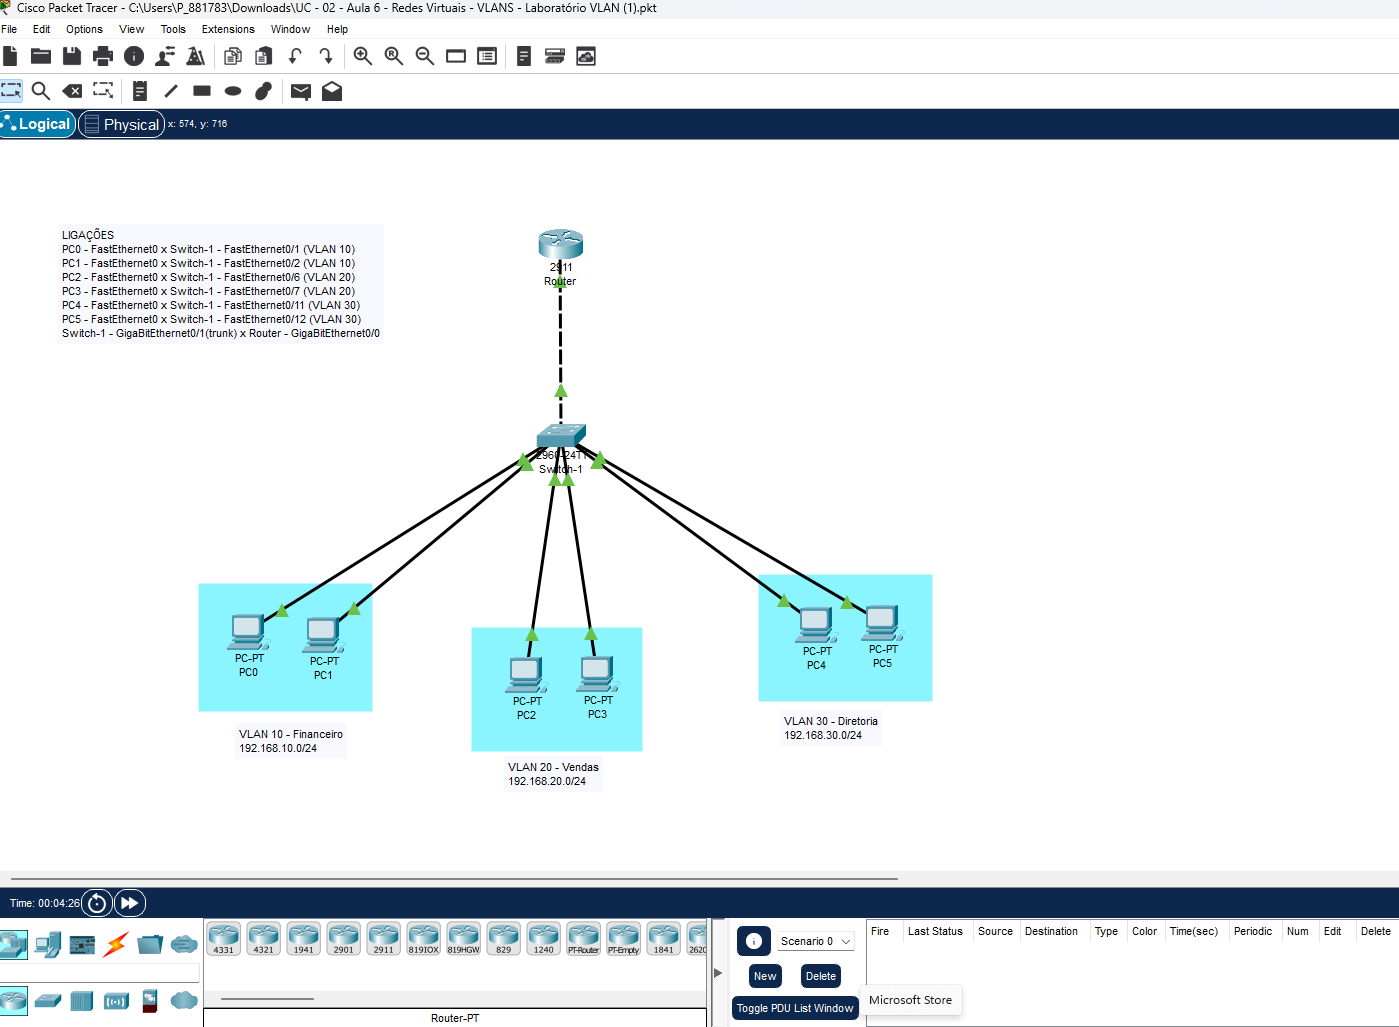 Cisco Packet Tracer - C:\Users\P_881783\Downloads\UC - 02 - Aula 6 - Redes Virtuais - VLANS - Laboratório VLAN (1).pkt
File Edit Options View Tools Extensions Window Help
Logical Physical x: 574, y: 716
LIGAÇÕES
PC0 - FastEthernet0 x Switch-1 - FastEthernet0/1 (VLAN 10)
PC1 - FastEthernet0 x Switch-1 - FastEthernet0/2 (VLAN 10)
PC2 - FastEthernet0 x Switch-1 - FastEthernet0/6 (VLAN 20)
PC3 - FastEthernet0 x Switch-1 - FastEthernet0/7 (VLAN 20)
PC4 - FastEthernet0 x Switch-1 - FastEthernet0/11 (VLAN 30)
PC5 - FastEthernet0 x Switch-1 - FastEthernet0/12 (VLAN 30)
Switch-1 - GigaBitEthernet0/1(trunk) x Router - GigaBitEthernet0/0
2911
Router
2960-24TT
Switch-1
PC-PT
PC0
PC-PT
PC1
VLAN 10 - Financeiro
192.168.10.0/24
PC-PT
PC2
PC-PT
PC3
VLAN 20 - Vendas
192.168.20.0/24
PC-PT
PC4
PC-PT
PC5
VLAN 30 - Diretoria
192.168.30.0/24
Time: 00:04:26
4331 4321 1941 2901 2911 819IOX 819HGW 829 1240 PT-Router PT-Empty 1841 262
Router-PT
Scenario 0
New Delete
Toggle PDU List Window
Fire Last Status Source Destination Type Color Time(sec) Periodic Num Edit Delete
Microsoft Store